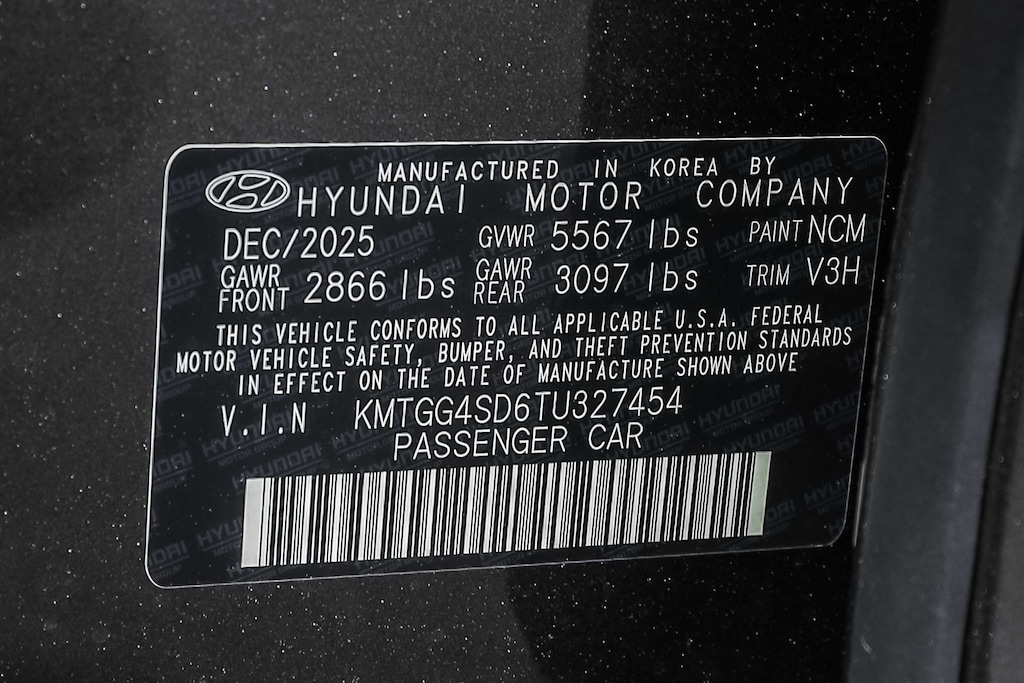 MANUFACTURED IN KOREA BY
HYUNDAI MOTOR COMPANY
DEC/2025 GVWR 5567 lbs PAINT NCM
GAWR FRONT 2866 lbs GAWR REAR 3097 lbs TRIM V3H
THIS VEHICLE CONFORMS TO ALL APPLICABLE U.S.A. FEDERAL
MOTOR VEHICLE SAFETY, BUMPER, AND THEFT PREVENTION STANDARDS
IN EFFECT ON THE DATE OF MANUFACTURE SHOWN ABOVE
V.I.N KMTGG4SD6TU327454
PASSENGER CAR